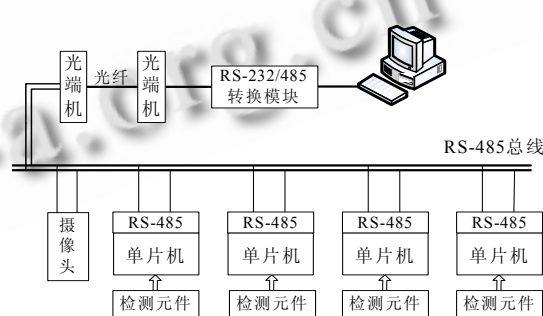 光端机
光纤
光端机
RS-232/485
转换模块
RS-485总线
摄像头
RS-485
单片机
检测元件
RS-485
单片机
检测元件
RS-485
单片机
检测元件
RS-485
单片机
检测元件